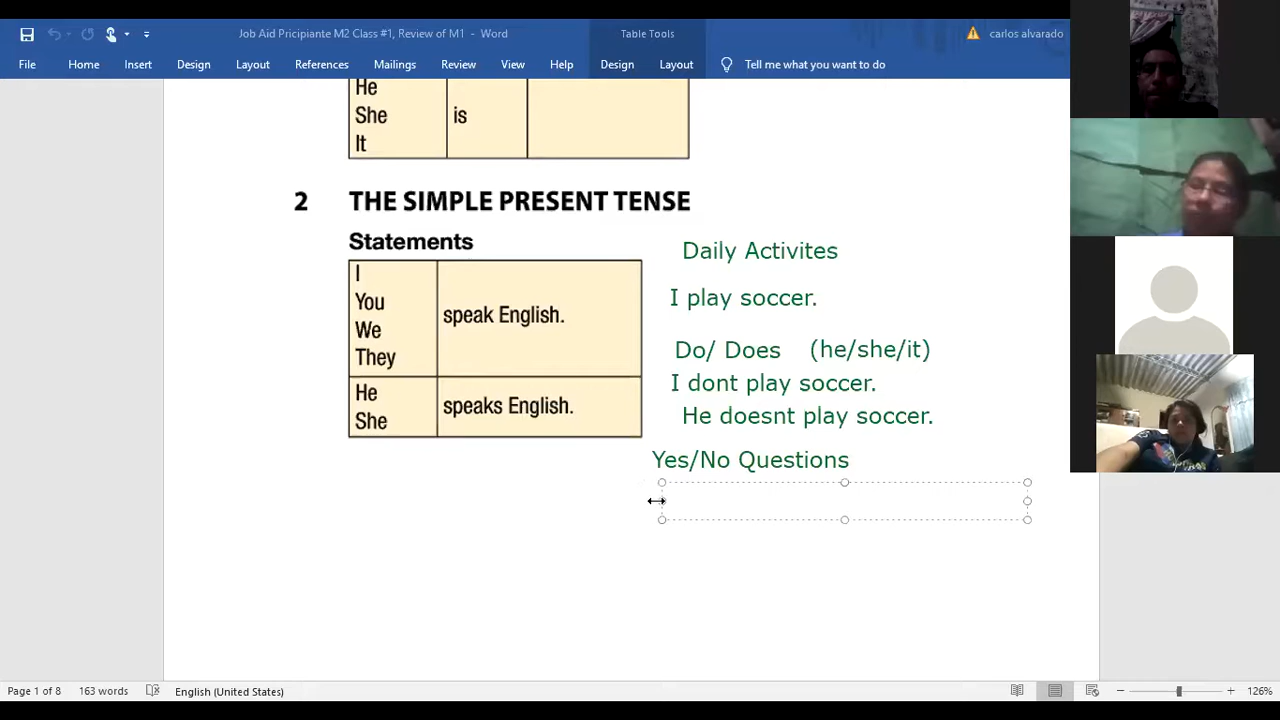 Job Aid Pricipiante M2 Class #1, Review of M1 - Word
Table Tools
carlos alvarado
File Home Insert Design Layout References Mailings Review View Help Design Layout Tell me what you want to do
He
She
It
is
2 THE SIMPLE PRESENT TENSE
Statements
I
You
We
They
speak English.
He
She
speaks English.
Daily Activites
I play soccer.
Do/ Does (he/she/it)
I dont play soccer.
He doesnt play soccer.
Yes/No Questions
Page 1 of 8 163 words English (United States) 126%